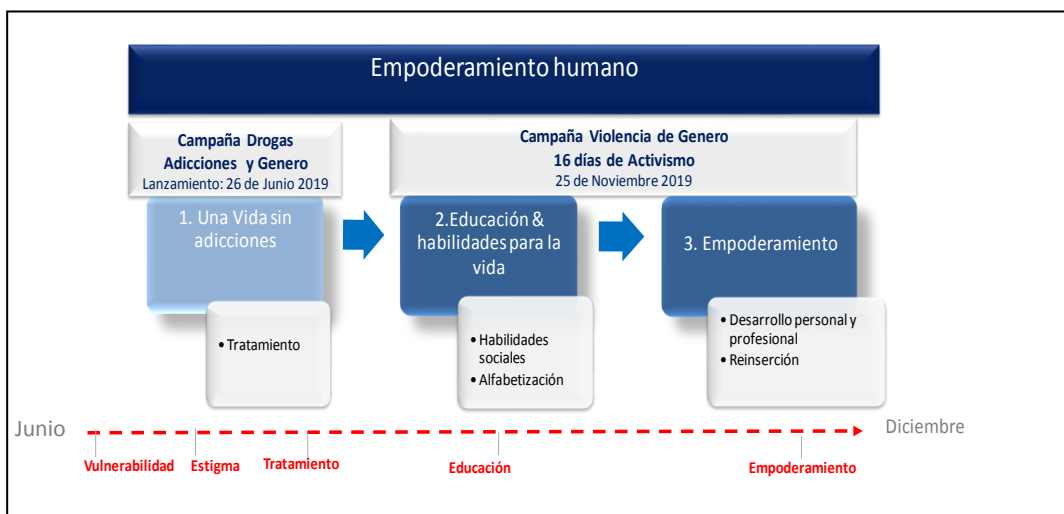 Empoderamiento humano
Campaña Drogas
Adicciones y Genero
Lanzamiento: 26 de Junio 2019
Campaña Violencia de Genero
16 días de Activismo
25 de Noviembre 2019
1. Una Vida sin
adicciones
2.Educación &
habilidades para la
vida
3. Empoderamiento
• Tratamiento
• Habilidades
sociales
• Alfabetización
• Desarrollo personal y
profesional
• Reinserción
Junio
Diciembre
Vulnerabilidad
Estigma
Tratamiento
Educación
Empoderamiento